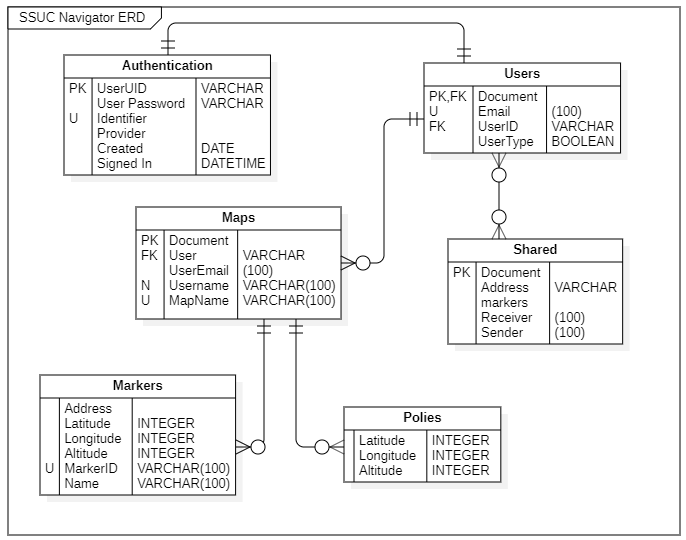 SSUC Navigator ERD
Authentication
PK UserUID VARCHAR
User Password VARCHAR
U Identifier
Provider
Created DATE
Signed In DATETIME
Users
PK,FK Document
U Email (100)
FK UserID VARCHAR
UserType BOOLEAN
Maps
PK Document
FK User VARCHAR
UserEmail (100)
N Username VARCHAR(100)
U MapName VARCHAR(100)
Shared
PK Document
Address VARCHAR
markers
Receiver (100)
Sender (100)
Markers
Address
Latitude INTEGER
Longitude INTEGER
Altitude INTEGER
U MarkerID VARCHAR(100)
Name VARCHAR(100)
Polies
Latitude INTEGER
Longitude INTEGER
Altitude INTEGER